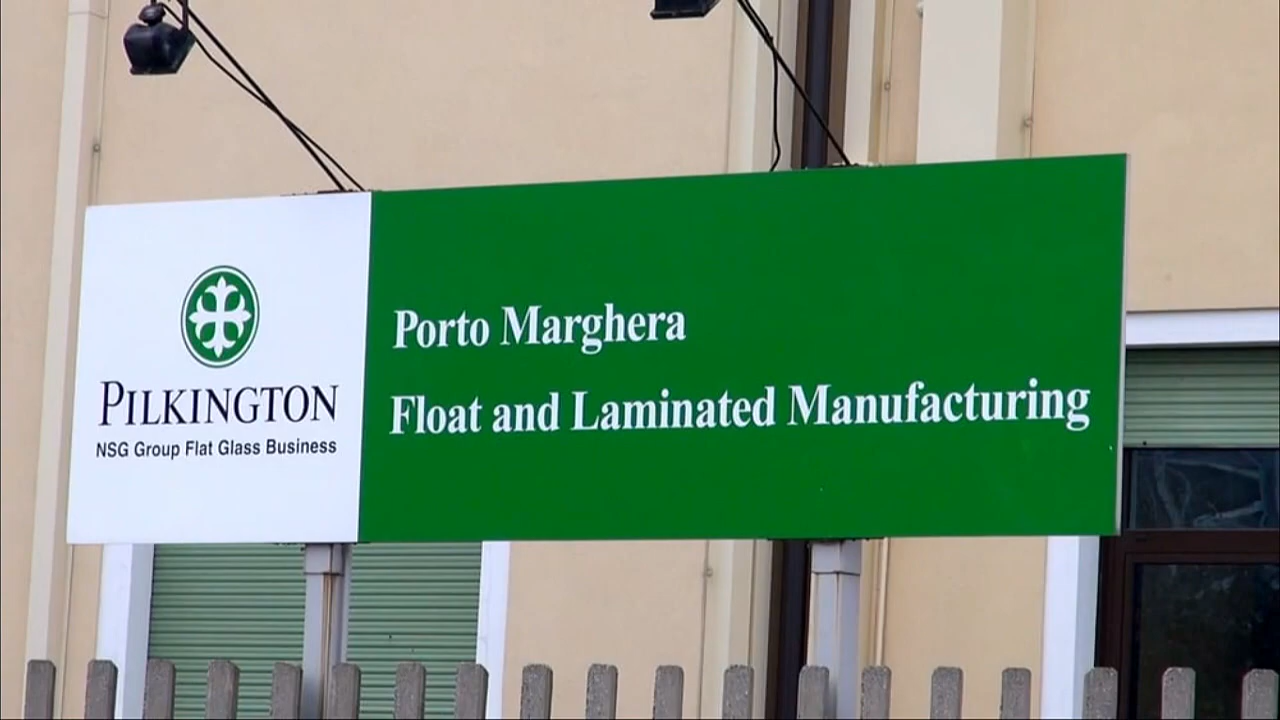 PILKINGTON
NSG Group Flat Glass Business
Porto Marghera
Float and Laminated Manufacturing